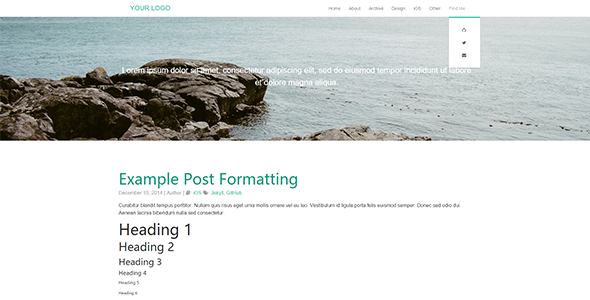 YOUR LOGO
Home About Archive Design iOS Other Find Me
Lorem ipsum dolor sit amet, consectetur adipiscing elit, sed do eiusmod tempor incididunt ut labore
et dolore magna aliqua.
Example Post Formatting
December 15, 2014 | Author | iOS Jekyll, GitHub
Curabitur blandit tempus porttitor. Nullam quis risus eget urna mollis ornare vel eu leo. Vestibulum id ligula porta felis euismod semper. Donec sed odio dui.
Aenean lacinia bibendum nulla sed consectetur.
Heading 1
Heading 2
Heading 3
Heading 4
Heading 5
Heading 6